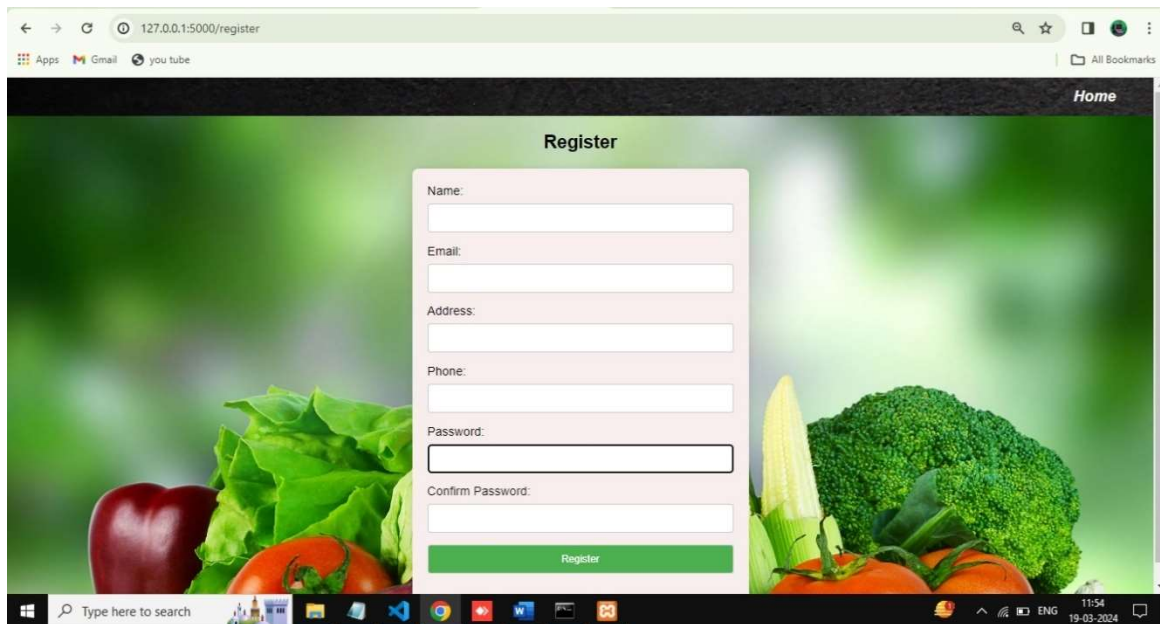 127.0.0.1:5000/register
Apps Gmail you tube All Bookmarks
Home
Register
Name:
Email:
Address:
Phone:
Password:
Confirm Password:
Register
Type here to search ENG 11:54
19-03-2024